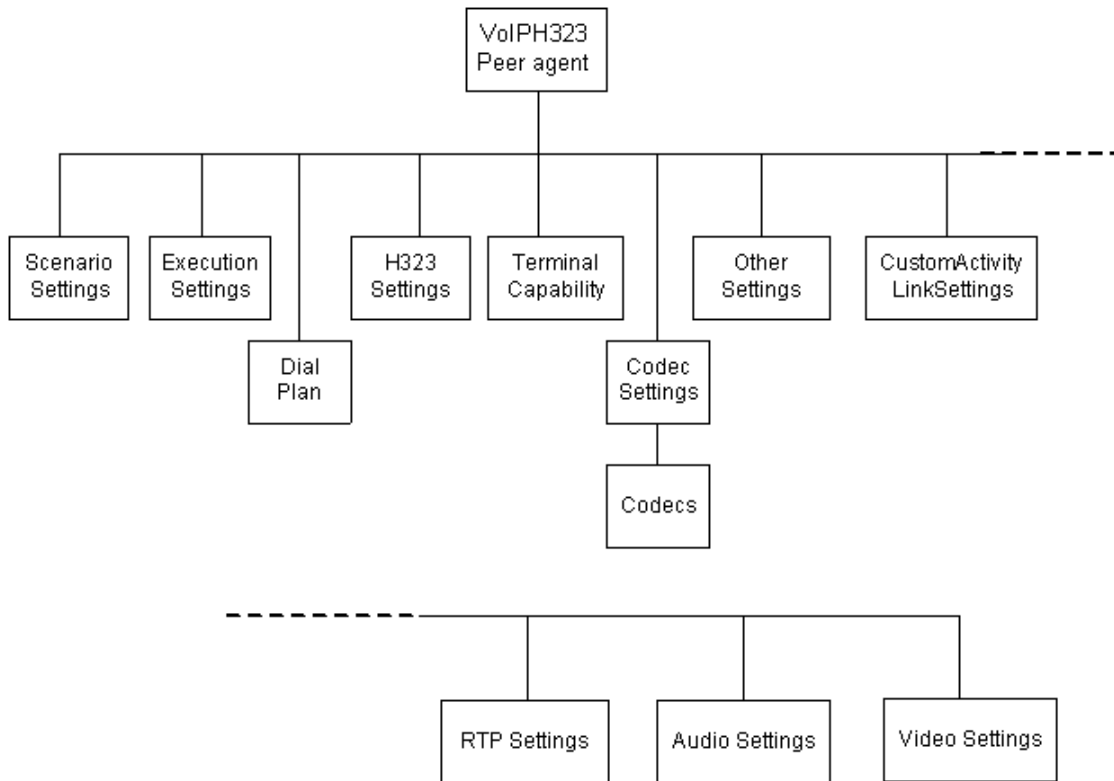 VoIPH323
Peer agent
Scenario
Settings
Execution
Settings
H323
Settings
Terminal
Capability
Other
Settings
CustomActivity
LinkSettings
Dial
Plan
Codec
Settings
Codecs
RTP Settings
Audio Settings
Video Settings